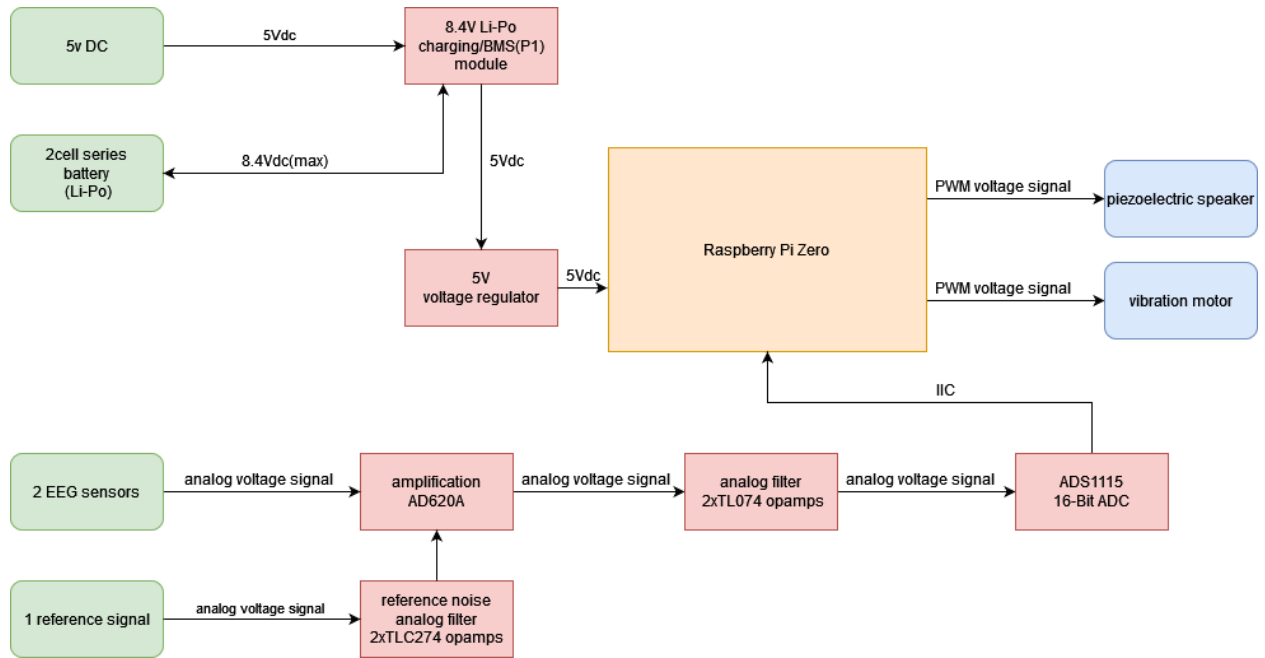 5v DC
5Vdc
8.4V Li-Po
charging/BMS(P1)
module
2cell series
battery
(Li-Po)
8.4Vdc(max)
5Vdc
5V
voltage regulator
5Vdc
Raspberry Pi Zero
PWM voltage signal
piezoelectric speaker
PWM voltage signal
vibration motor
IIC
2 EEG sensors
analog voltage signal
amplification
AD620A
analog voltage signal
analog filter
2xTL074 opamps
analog voltage signal
ADS1115
16-Bit ADC
1 reference signal
analog voltage signal
reference noise
analog filter
2xTLC274 opamps